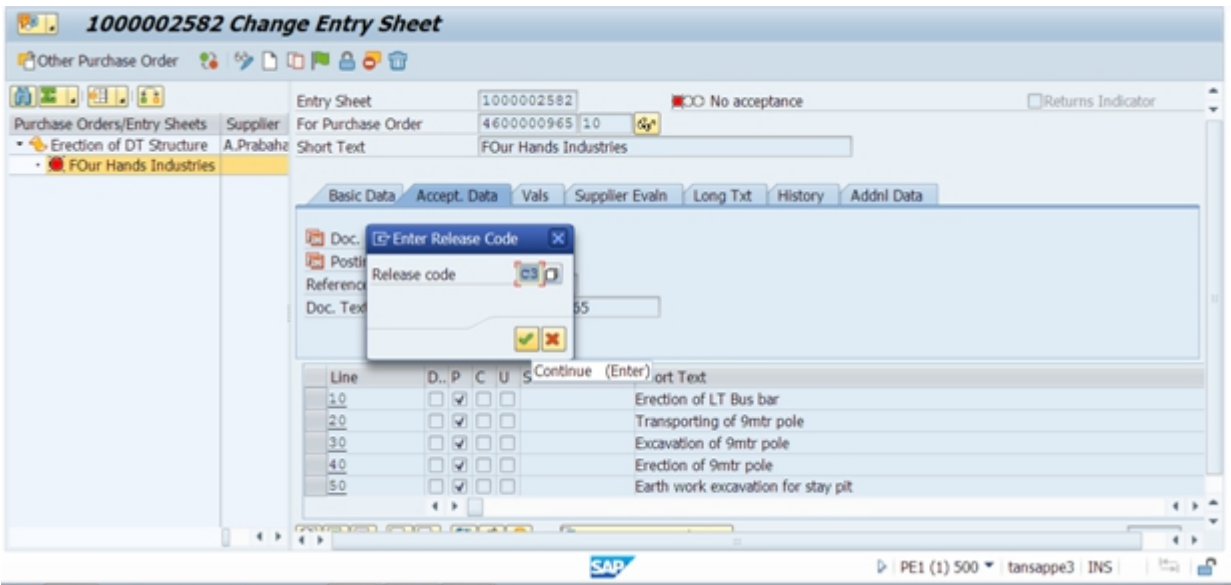 1000002582 Change Entry Sheet
Other Purchase Order
Entry Sheet 1000002582 No acceptance Returns Indicator
Purchase Orders/Entry Sheets Supplier For Purchase Order 4600000965 10
Erection of DT Structure A.Prabaha Short Text FOur Hands Industries
FOur Hands Industries
Basic Data Accept. Data Vals Supplier Evaln Long Txt History Addnl Data
Doc. Enter Release Code
Release code C3
Reference
Doc. Text 65
Continue (Enter)
Line D.. P C U S ort Text
10 Erection of LT Bus bar
20 Transporting of 9mtr pole
30 Excavation of 9mtr pole
40 Erection of 9mtr pole
50 Earth work excavation for stay pit
SAP PE1 (1) 500 tansappe3 INS